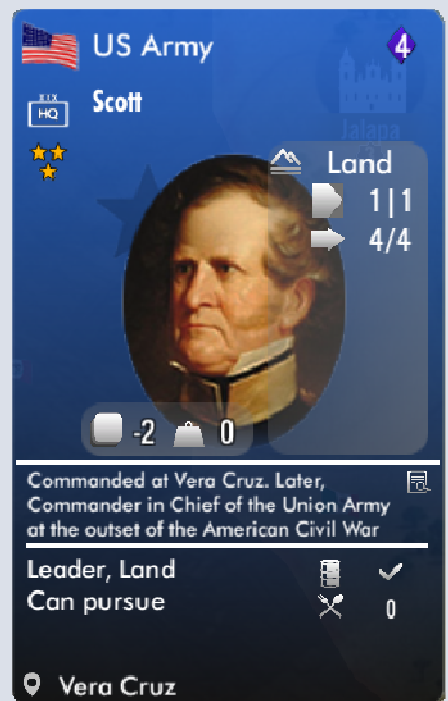 US Army
4
HQ
Scott
Jalapa
Land
1|1
4/4
-2
0
Commanded at Vera Cruz. Later,
Commander in Chief of the Union Army
at the outset of the American Civil War
Leader, Land
Can pursue
0
Vera Cruz